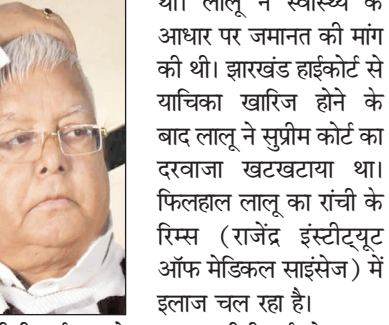 था। लालू ने स्वास्थ्य के
आधार पर जमानत की मांग
की थी। झारखंड हाईकोर्ट से
याचिका खारिज होने के
बाद लालू ने सुप्रीम कोर्ट का
दरवाजा खटखटाया था।
फिलहाल लालू का रांची के
रिम्स (राजेंद्र इंस्टीट्यूट
ऑफ मेडिकल साइंसेज) में
इलाज चल रहा है।